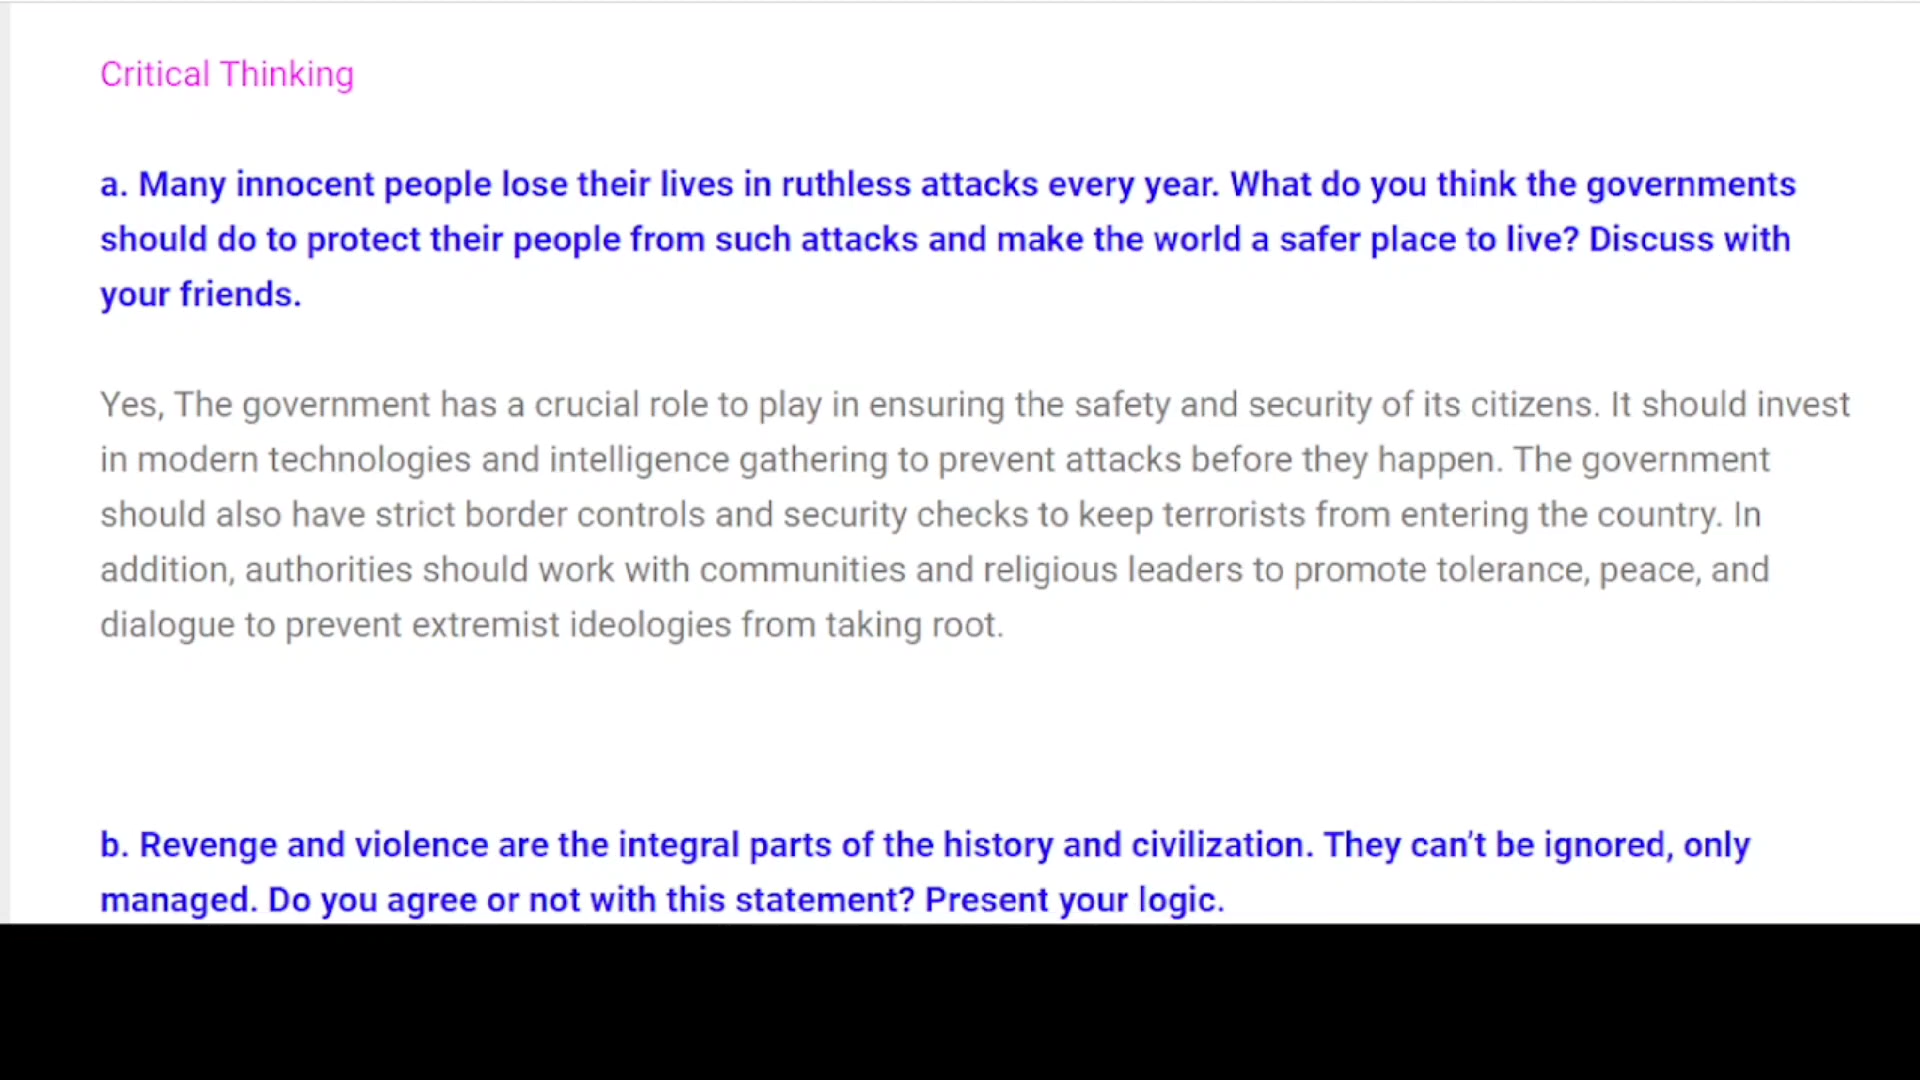 Critical Thinking
a. Many innocent people lose their lives in ruthless attacks every year. What do you think the governments
should do to protect their people from such attacks and make the world a safer place to live? Discuss with
your friends.
Yes, The government has a crucial role to play in ensuring the safety and security of its citizens. It should invest
in modern technologies and intelligence gathering to prevent attacks before they happen. The government
should also have strict border controls and security checks to keep terrorists from entering the country. In
addition, authorities should work with communities and religious leaders to promote tolerance, peace, and
dialogue to prevent extremist ideologies from taking root.
b. Revenge and violence are the integral parts of the history and civilization. They can't be ignored, only
managed. Do you agree or not with this statement? Present your logic.